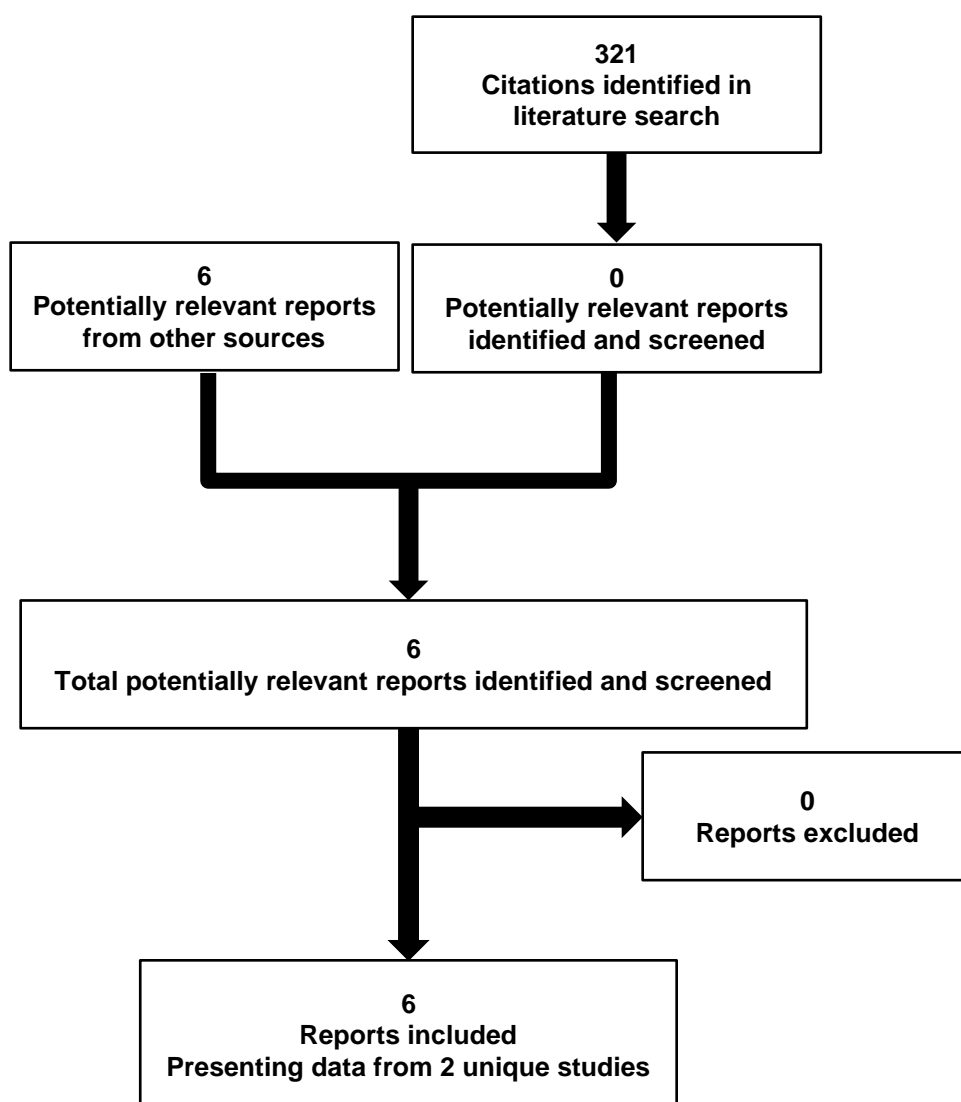 321
Citations identified in
literature search
6
Potentially relevant reports
from other sources
0
Potentially relevant reports
identified and screened
6
Total potentially relevant reports identified and screened
0
Reports excluded
6
Reports included
Presenting data from 2 unique studies